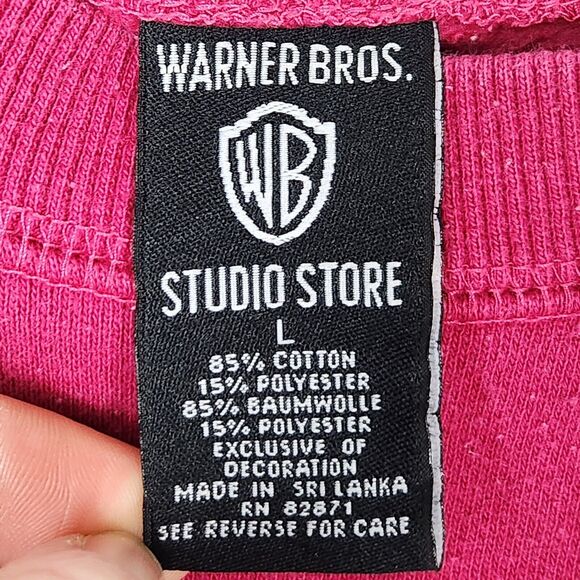 WARNER BROS.
WB
STUDIO STORE
L
85% COTTON
15% POLYESTER
85% BAUMWOLLE
15% POLYESTER
EXCLUSIVE OF
DECORATION
MADE IN SRI LANKA
RN 82871
SEE REVERSE FOR CARE